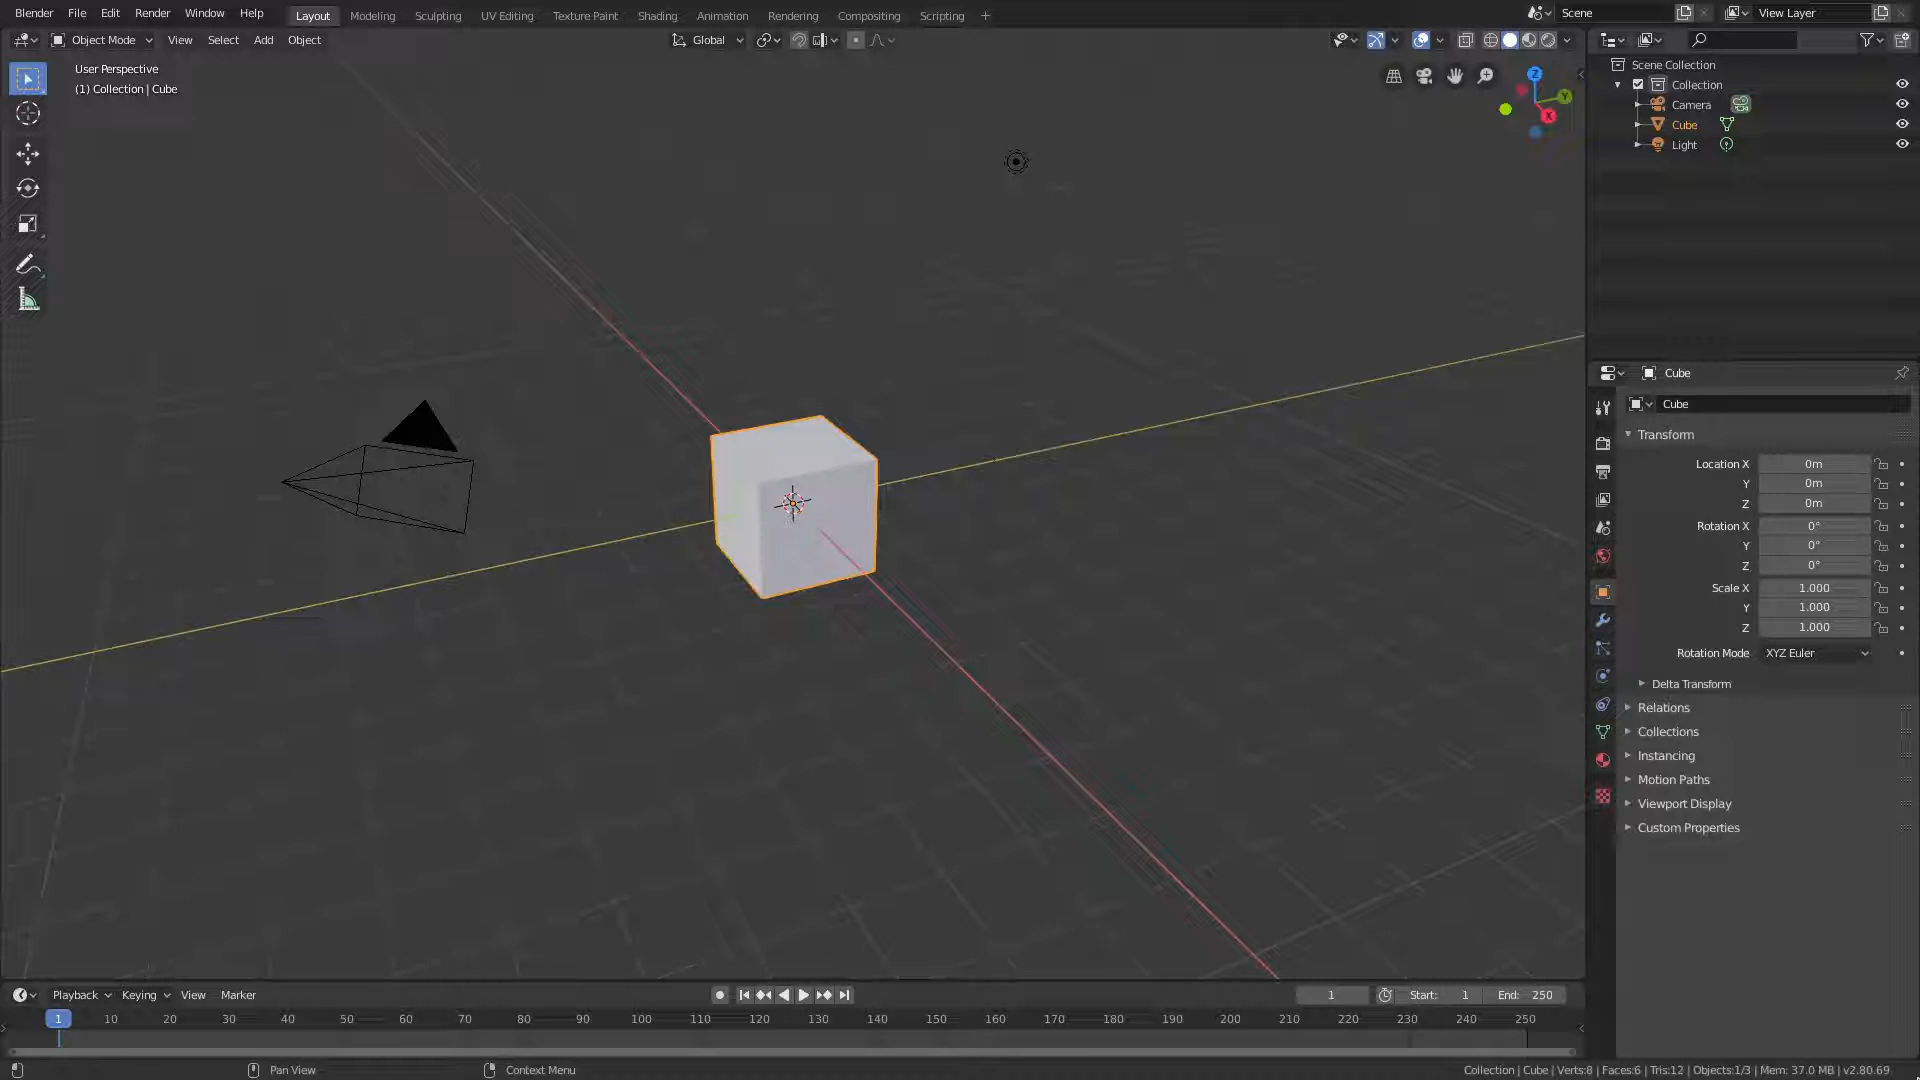 Blender File Edit Render Window Help Layout Modeling Sculpting UV Editing Texture Paint Shading Animation Rendering Compositing Scripting + Scene View Layer
Object Mode View Select Add Object Global
User Perspective
(1) Collection | Cube
Z
Y
X
Scene Collection
Collection
Camera
Cube
Light
Cube
Cube
Transform
Location X 0m
Y 0m
Z 0m
Rotation X 0°
Y 0°
Z 0°
Scale X 1.000
Y 1.000
Z 1.000
Rotation Mode XYZ Euler
Delta Transform
Relations
Collections
Instancing
Motion Paths
Viewport Display
Custom Properties
Playback Keying View Marker 1 Start: 1 End: 250
1 10 20 30 40 50 60 70 80 90 100 110 120 130 140 150 160 170 180 190 200 210 220 230 240 250
Pan View Context Menu Collection | Cube | Verts:8 | Faces:6 | Tris:12 | Objects:1/3 | Mem: 37.0 MB | v2.80.69